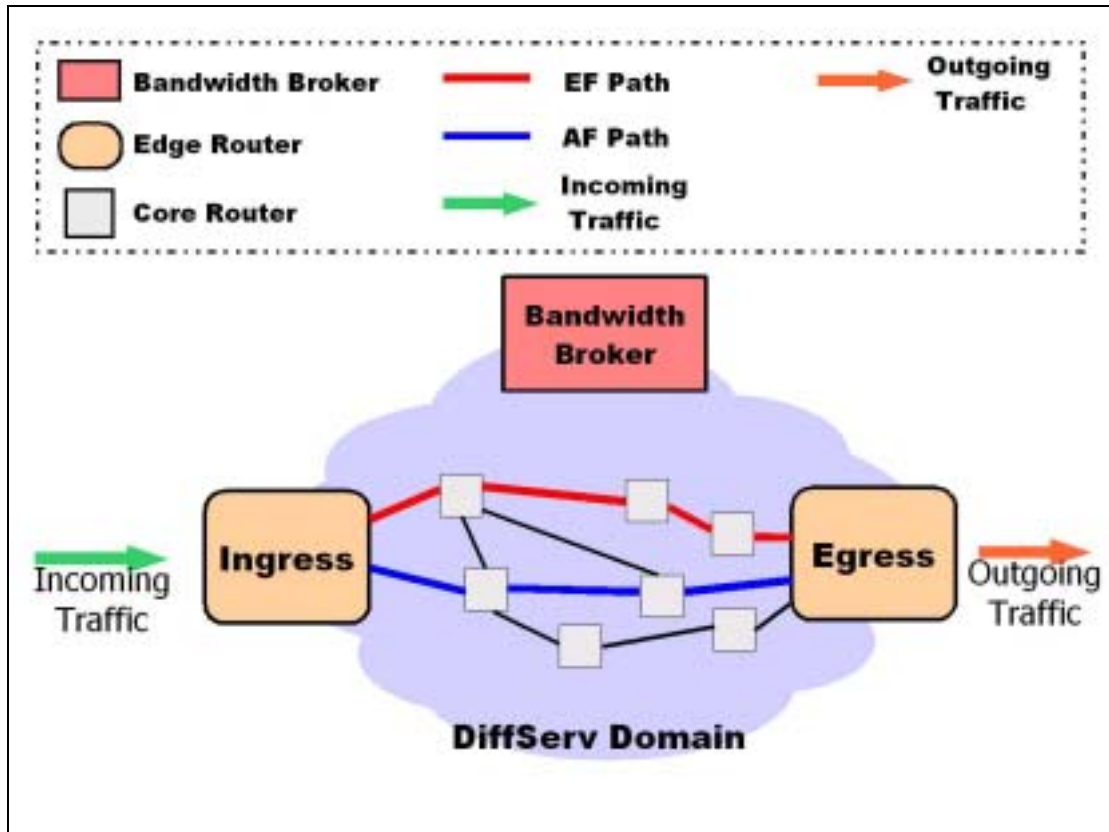 Bandwidth Broker
EF Path
Outgoing
Traffic
Edge Router
AF Path
Core Router
Incoming
Traffic
Bandwidth
Broker
Ingress
Egress
Incoming
Traffic
Outgoing
Traffic
DiffServ Domain